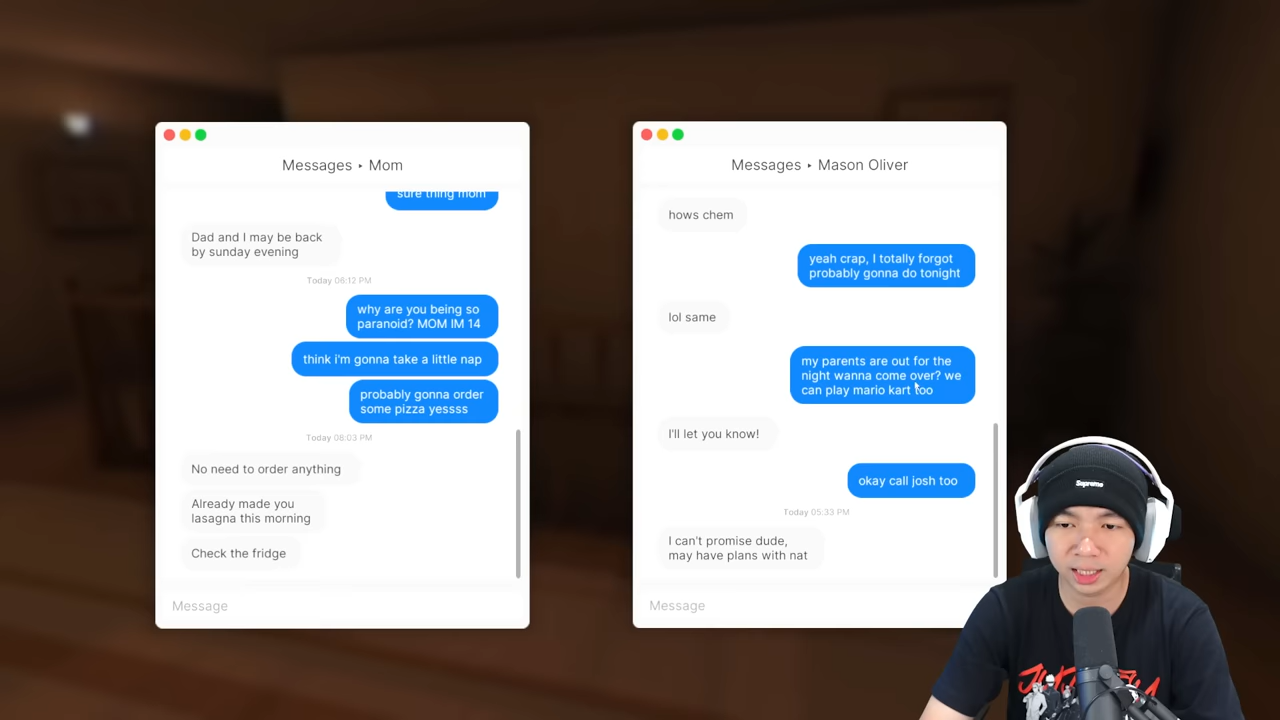 Messages ▸ Mom
sure thing mom
Dad and I may be back
by sunday evening
Today 06:12 PM
why are you being so
paranoid? MOM IM 14
think i'm gonna take a little nap
probably gonna order
some pizza yessss
Today 08:03 PM
No need to order anything
Already made you
lasagna this morning
Check the fridge
Message
Messages ▸ Mason Oliver
hows chem
yeah crap, I totally forgot
probably gonna do tonight
lol same
my parents are out for the
night wanna come over? we
can play mario kart too
I'll let you know!
okay call josh too
Today 05:33 PM
I can't promise dude,
may have plans with nat
Message
Supreme